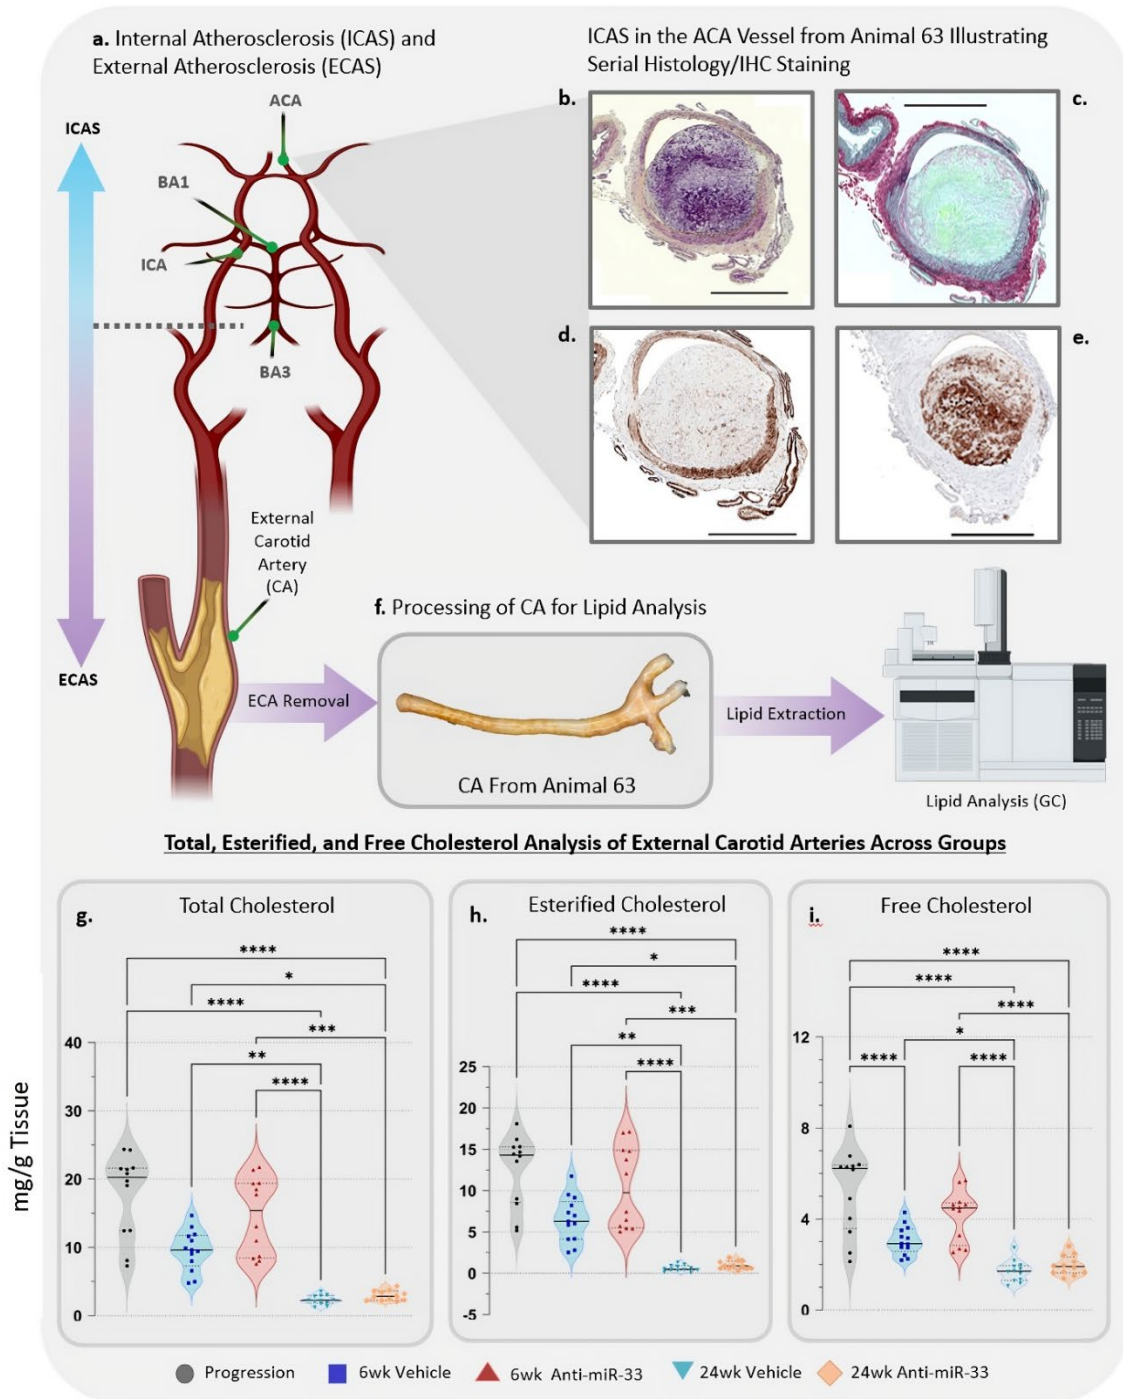 a. Internal Atherosclerosis (ICAS) and
External Atherosclerosis (ECAS)
ICAS in the ACA Vessel from Animal 63 Illustrating
Serial Histology/IHC Staining
ICAS
ACA
BA1
ICA
BA3
ECAS
External
Carotid
Artery
(CA)
b.
c.
d.
e.
f. Processing of CA for Lipid Analysis
ECA Removal
CA From Animal 63
Lipid Extraction
Lipid Analysis (GC)
Total, Esterified, and Free Cholesterol Analysis of External Carotid Arteries Across Groups
mg/g Tissue
g.
Total Cholesterol
****
*
****
***
**
****
40
30
20
10
0
h.
Esterified Cholesterol
****
*
****
***
**
****
25
20
15
10
5
0
-5
i.
Free Cholesterol
****
****
****
*
**** ****
12
8
4
0
Progression
6wk Vehicle
6wk Anti-miR-33
24wk Vehicle
24wk Anti-miR-33